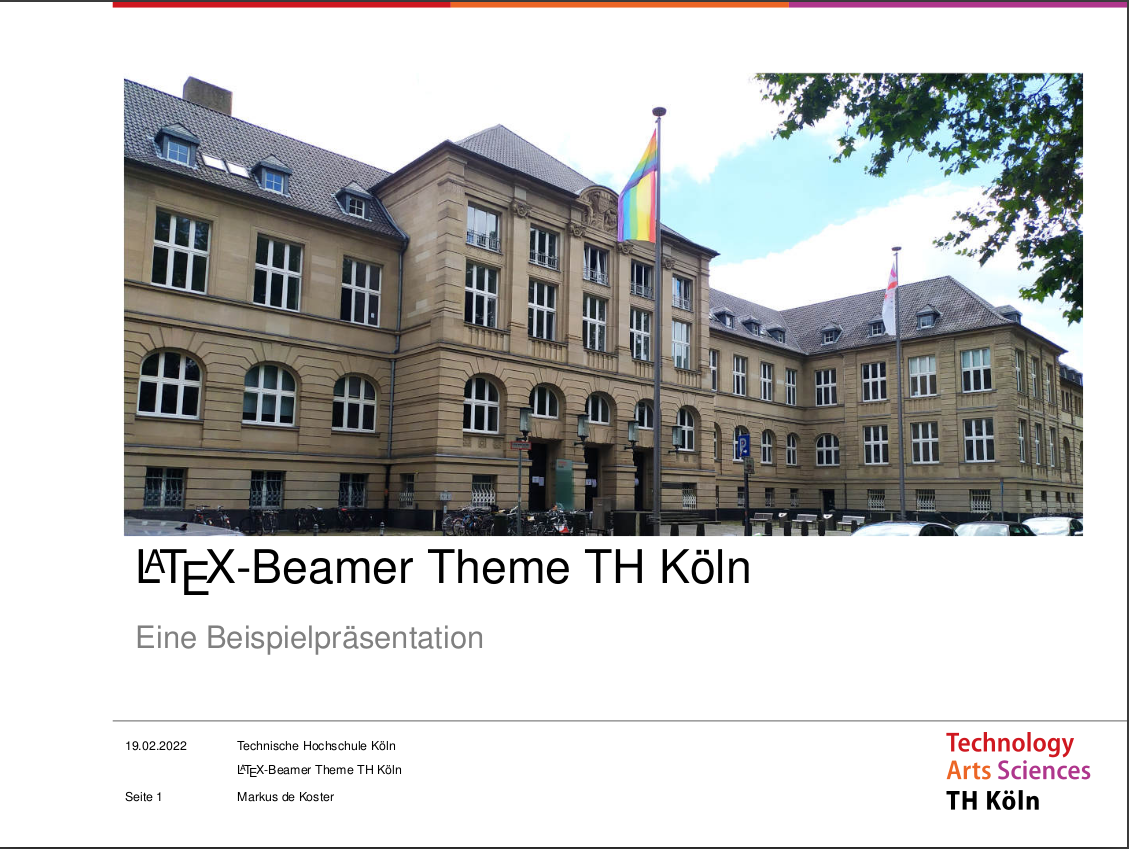 LATEX-Beamer Theme TH Köln
Eine Beispielpräsentation
19.02.2022
Technische Hochschule Köln
LATEX-Beamer Theme TH Köln
Seite 1
Markus de Koster
Technology
Arts Sciences
TH Köln